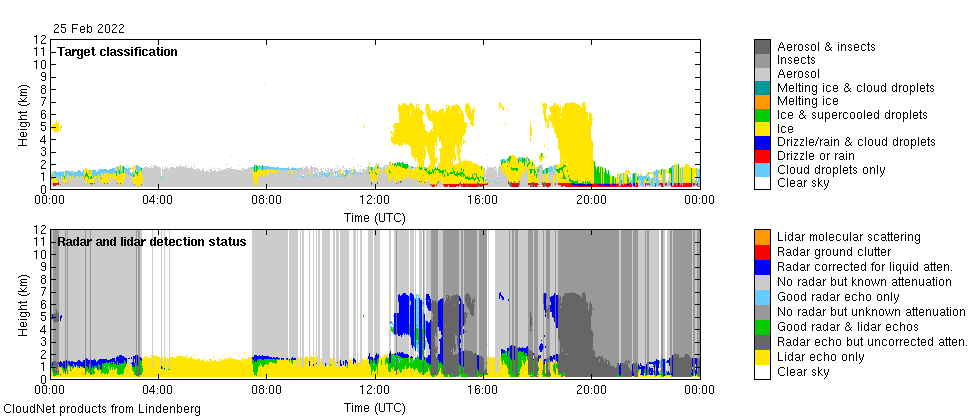 25 Feb 2022
Target classification
Height (km)
12
11
10
9
8
7
6
5
4
3
2
1
0
00:00 04:00 08:00 12:00 16:00 20:00 00:00
Time (UTC)
Aerosol & insects
Insects
Aerosol
Melting ice & cloud droplets
Melting ice
Ice & supercooled droplets
Ice
Drizzle/rain & cloud droplets
Drizzle or rain
Cloud droplets only
Clear sky
Radar and lidar detection status
Height (km)
12
11
10
9
8
7
6
5
4
3
2
1
0
00:00 04:00 08:00 12:00 16:00 20:00 00:00
Time (UTC)
Lidar molecular scattering
Radar ground clutter
Radar corrected for liquid atten.
No radar but known attenuation
Good radar echo only
No radar but unknown attenuation
Good radar & lidar echos
Radar echo but uncorrected atten.
Lidar echo only
Clear sky
CloudNet products from Lindenberg